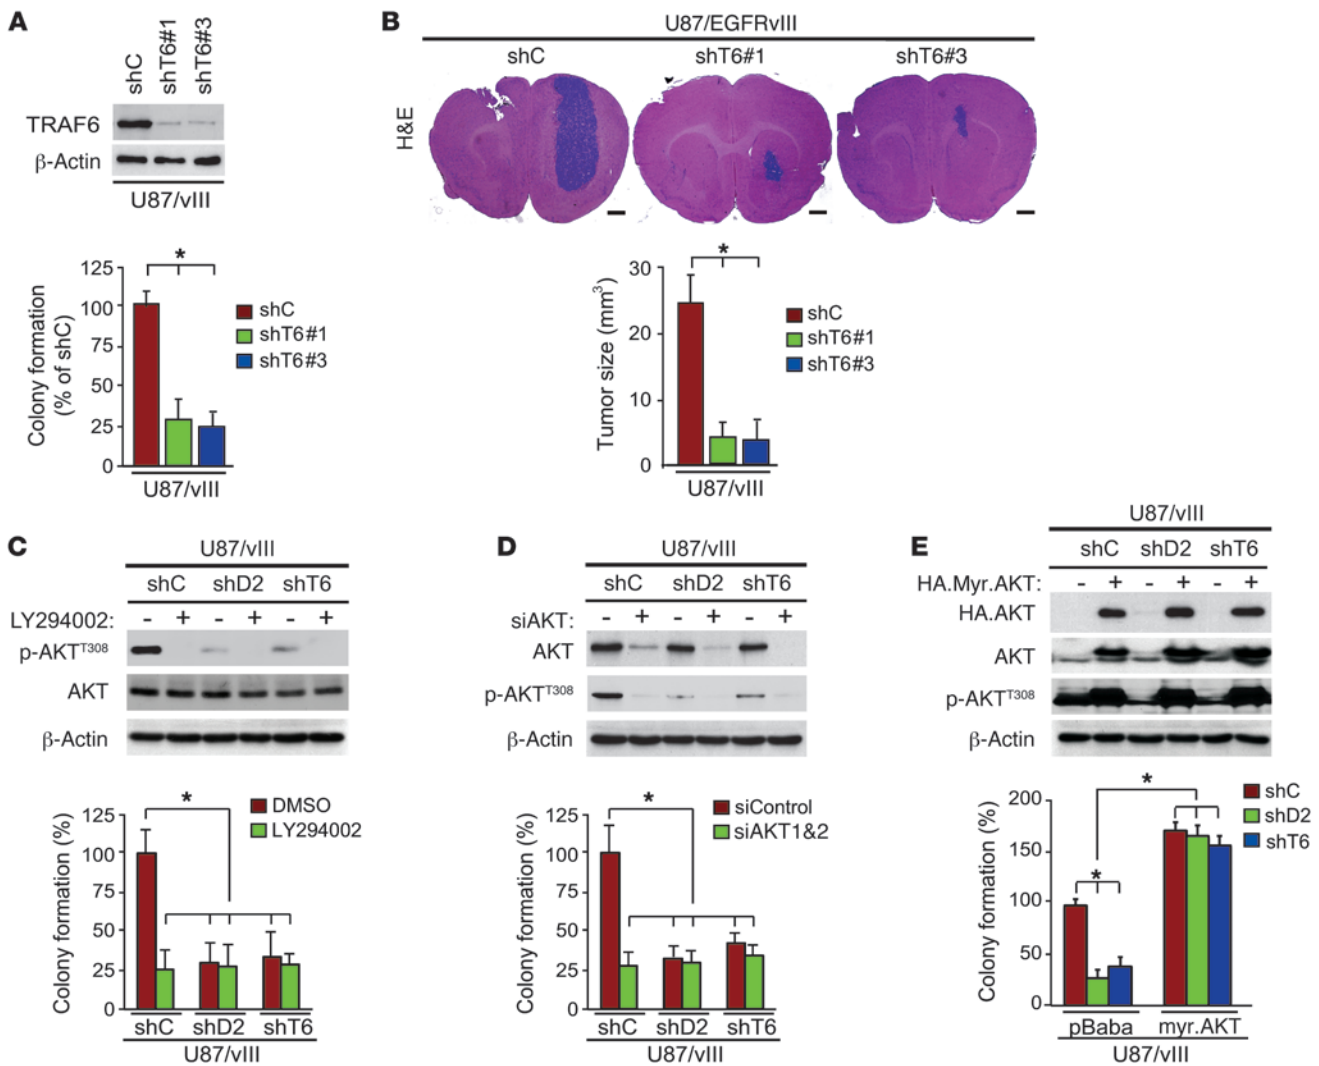 A
shC
shT6#1
shT6#3
TRAF6
β-Actin
U87/vIII
125
100
75
50
25
0
Colony formation
(% of shC)
*
shC
shT6#1
shT6#3
U87/vIII
B
U87/EGFRvIII
shC shT6#1 shT6#3
H&E
30
20
10
0
Tumor size (mm³)
*
shC
shT6#1
shT6#3
U87/vIII
C
U87/vIII
shC shD2 shT6
LY294002: - + - + - +
p-AKT^T308
AKT
β-Actin
125
100
75
50
25
0
Colony formation (%)
*
DMSO
LY294002
shC shD2 shT6
U87/vIII
D
U87/vIII
shC shD2 shT6
siAKT: - + - + - +
AKT
p-AKT^T308
β-Actin
125
100
75
50
25
0
Colony formation (%)
*
siControl
siAKT1&2
shC shD2 shT6
U87/vIII
E
U87/vIII
shC shD2 shT6
HA.Myr.AKT: - + - + - +
HA.AKT
AKT
p-AKT^T308
β-Actin
200
150
100
50
0
Colony formation (%)
*
*
shC
shD2
shT6
pBaba myr.AKT
U87/vIII